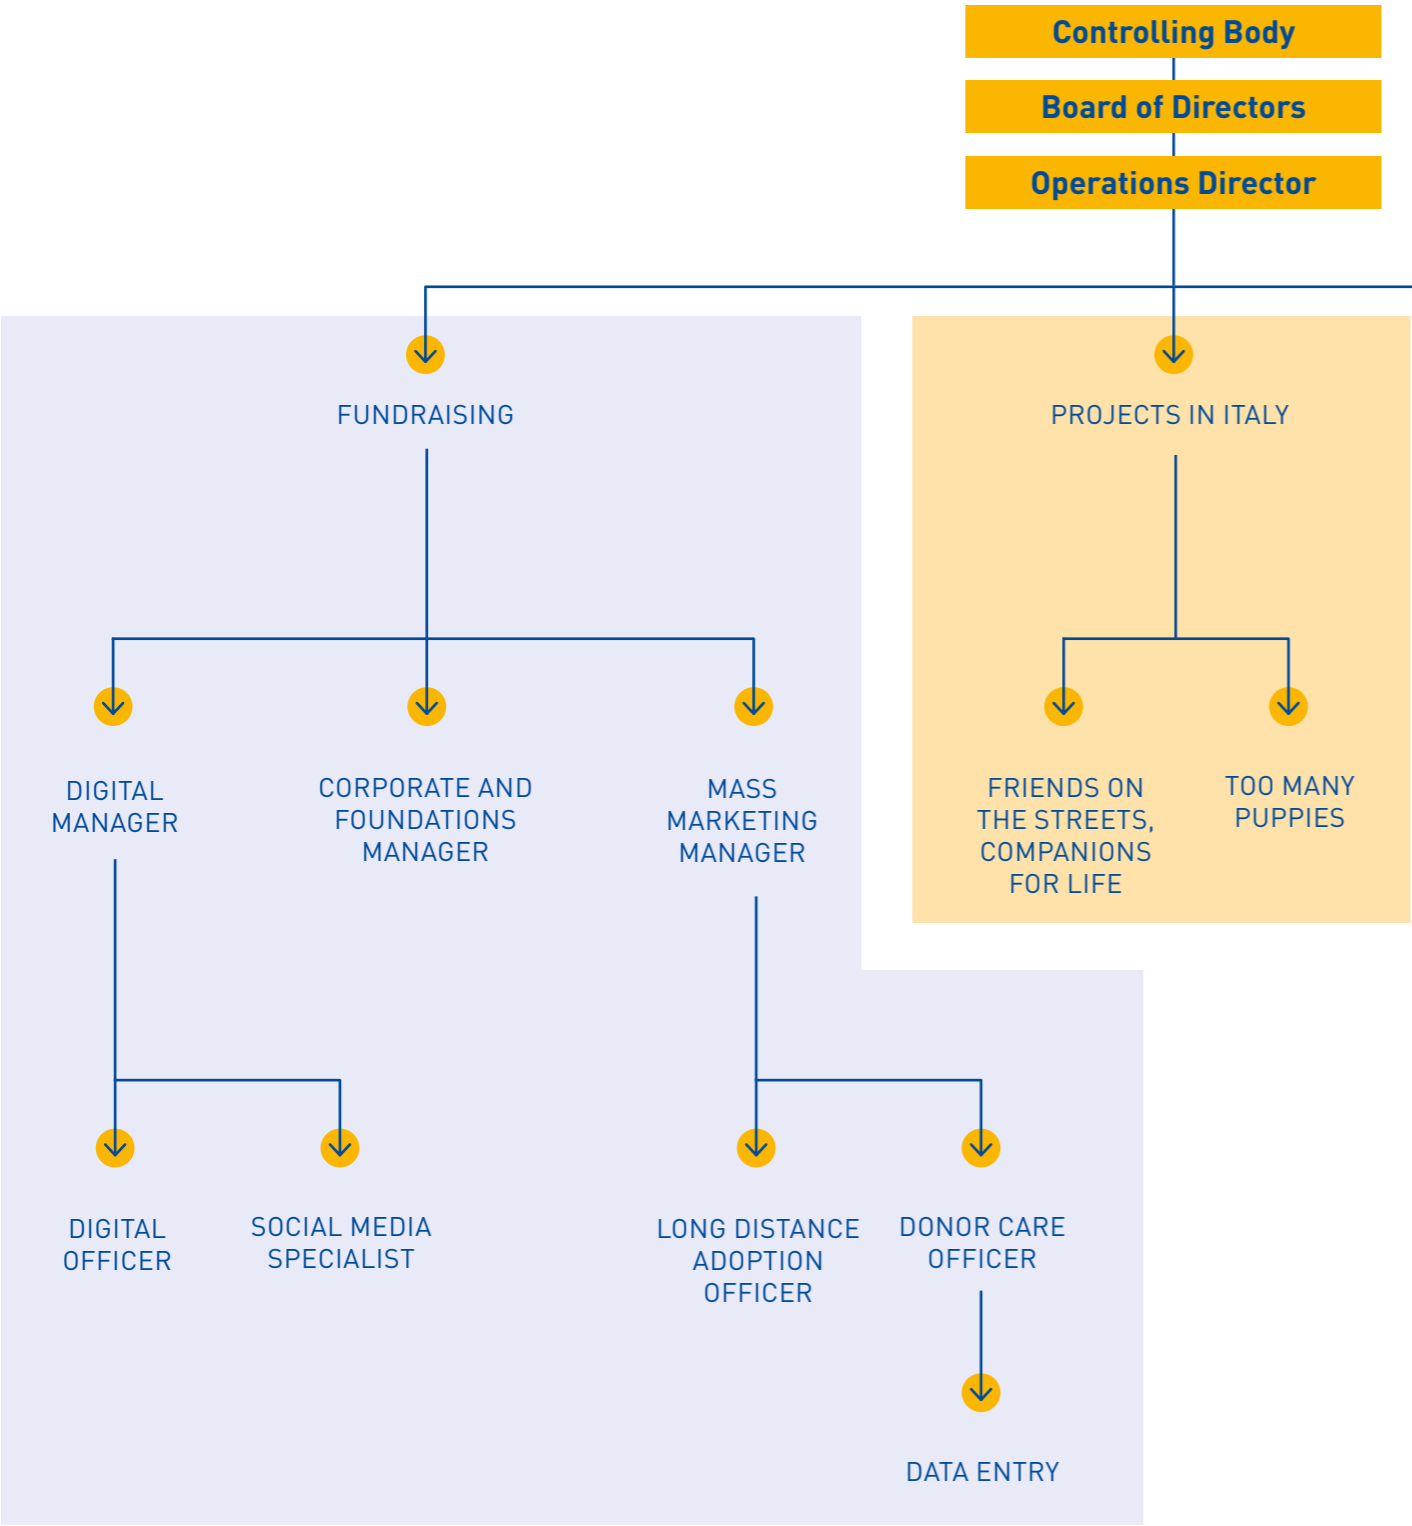 Controlling Body
Board of Directors
Operations Director
FUNDRAISING
PROJECTS IN ITALY
DIGITAL
MANAGER
CORPORATE AND
FOUNDATIONS
MANAGER
MASS
MARKETING
MANAGER
FRIENDS ON
THE STREETS,
COMPANIONS
FOR LIFE
TOO MANY
PUPPIES
DIGITAL
OFFICER
SOCIAL MEDIA
SPECIALIST
LONG DISTANCE
ADOPTION
OFFICER
DONOR CARE
OFFICER
DATA ENTRY